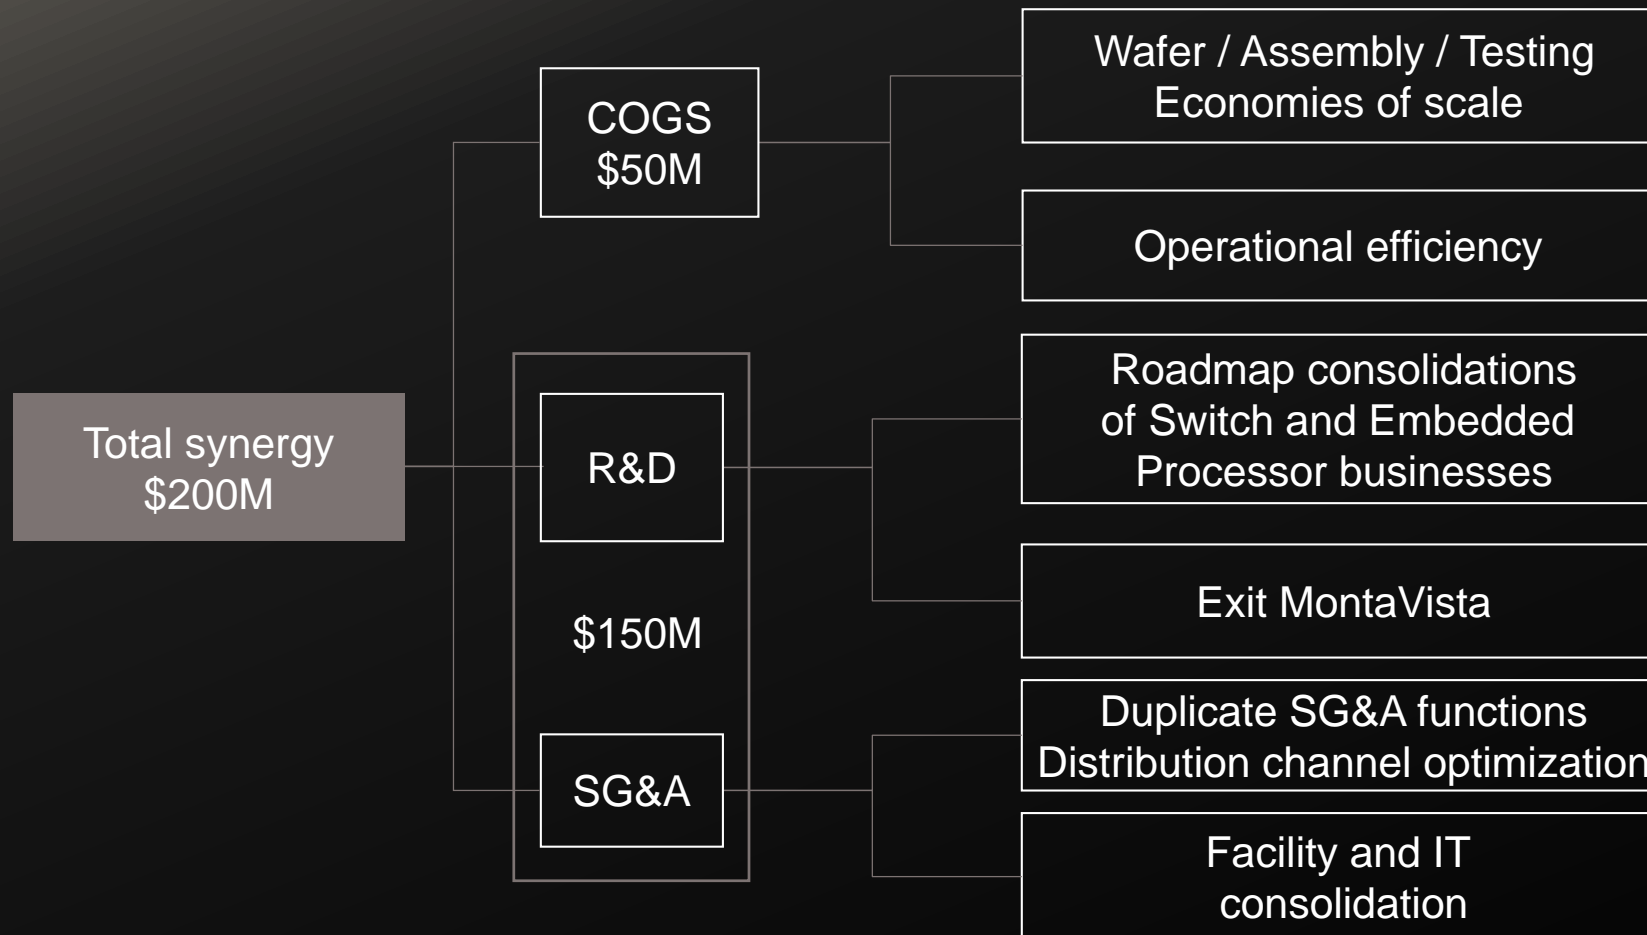 Total synergy
$200M
COGS
$50M
R&D
$150M
SG&A
Wafer / Assembly / Testing
Economies of scale
Operational efficiency
Roadmap consolidations
of Switch and Embedded
Processor businesses
Exit MontaVista
Duplicate SG&A functions
Distribution channel optimization
Facility and IT
consolidation